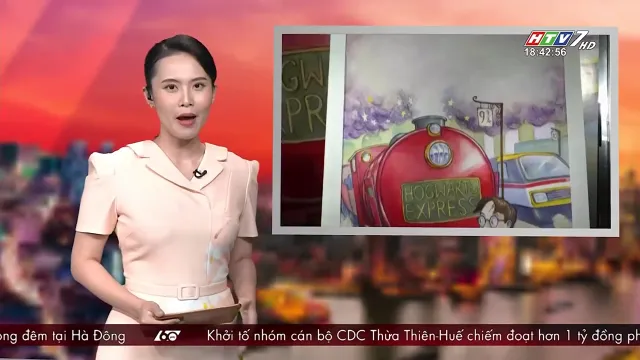 HTV7 HD
18:42:56
9¾
HOGWARTS
EXPRESS
ong đêm tại Hà Đông 60 Khởi tố nhóm cán bộ CDC Thừa Thiên-Huế chiếm đoạt hơn 1 tỷ đồng ph